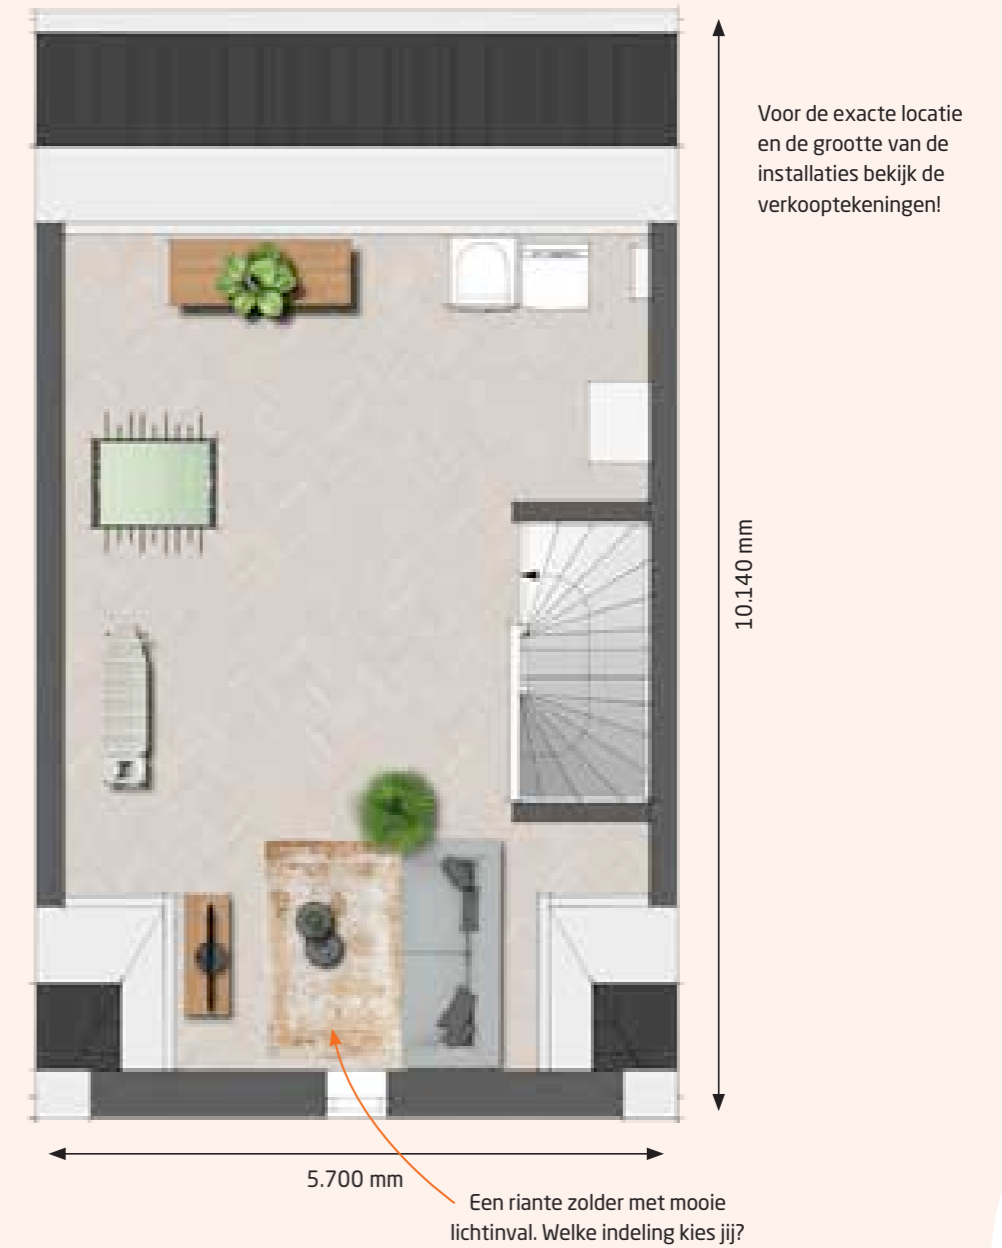 Voor de exacte locatie
en de grootte van de
installaties bekijk de
verkooptekeningen!
10.140 mm
5.700 mm
Een riante zolder met mooie
lichtinval. Welke indeling kies jij?